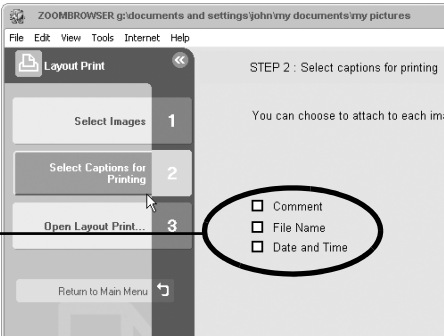 ZOOMBROWSER g:\documents and settings\john\my documents\my pictures
File Edit View Tools Internet Help
Layout Print
STEP 2 : Select captions for printing
Select Images 1
You can choose to attach to each
Select Captions for
Printing 2
Comment
File Name
Open Layout Print... 3
Date and Time
Return to Main Menu